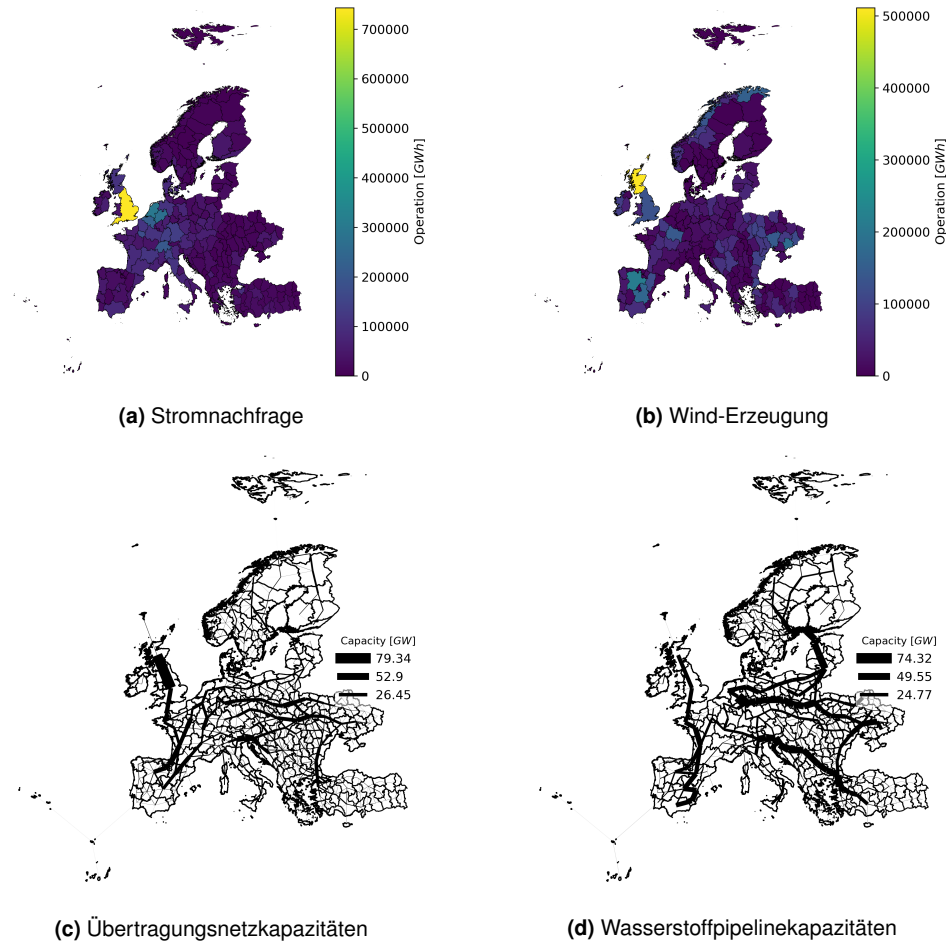 700000
600000
500000
400000
300000
200000
100000
0
Operation [GWh]
500000
400000
300000
200000
100000
0
Operation [GWh]
(a) Stromnachfrage
(b) Wind-Erzeugung
Capacity [GW]
79.34
52.9
26.45
Capacity [GW]
74.32
49.55
24.77
(c) Übertragungsnetzkapazitäten
(d) Wasserstoffpipelinekapazitäten